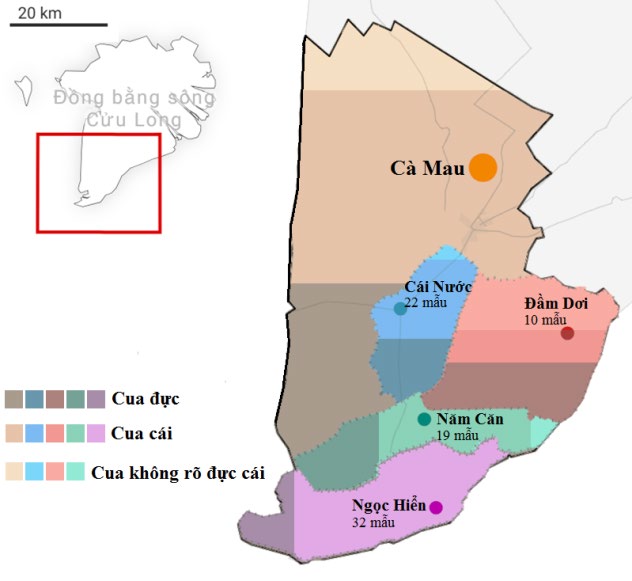 20 km
Đồng bằng sông
Cửu Long
Cà Mau
Cái Nước
22 mẫu
Đầm Dơi
10 mẫu
Cua đực
Cua cái
Cua không rõ đực cái
Năm Căn
19 mẫu
Ngọc Hiển
32 mẫu